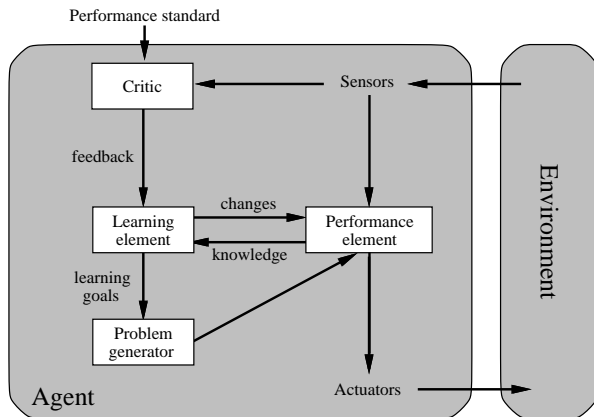 Performance standard
Critic
Sensors
feedback
changes
Learning
element
Performance
element
knowledge
learning
goals
Problem
generator
Agent
Actuators
Environment